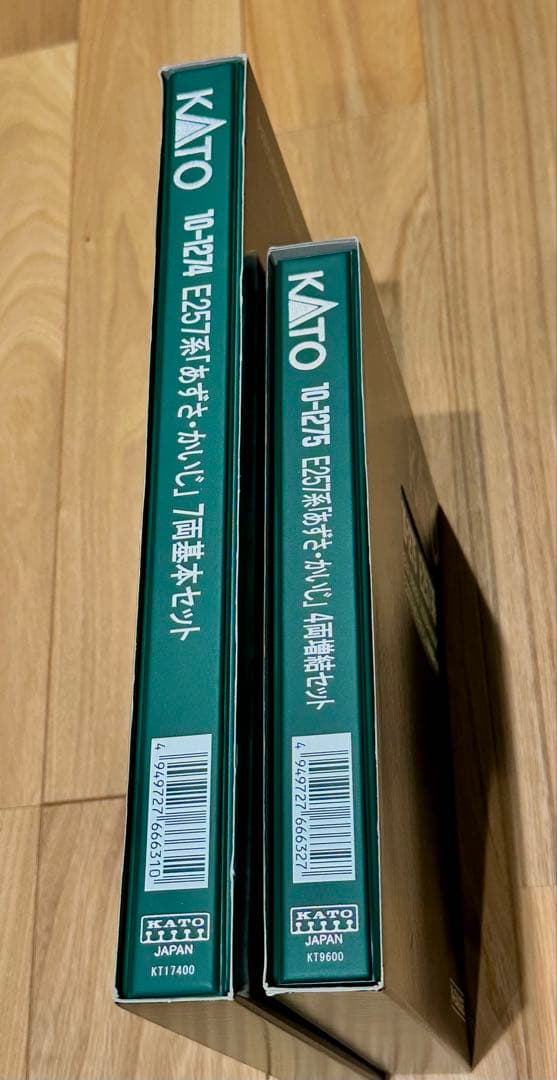 KATO
10-1274 E257系「あずさ・かいじ」7両基本セット
4 949727 666310
KATO
JAPAN
KT17400
KATO
10-1275 E257系「あずさ・かいじ」4両増結セット
4 949727 666327
KATO
JAPAN
KT9600